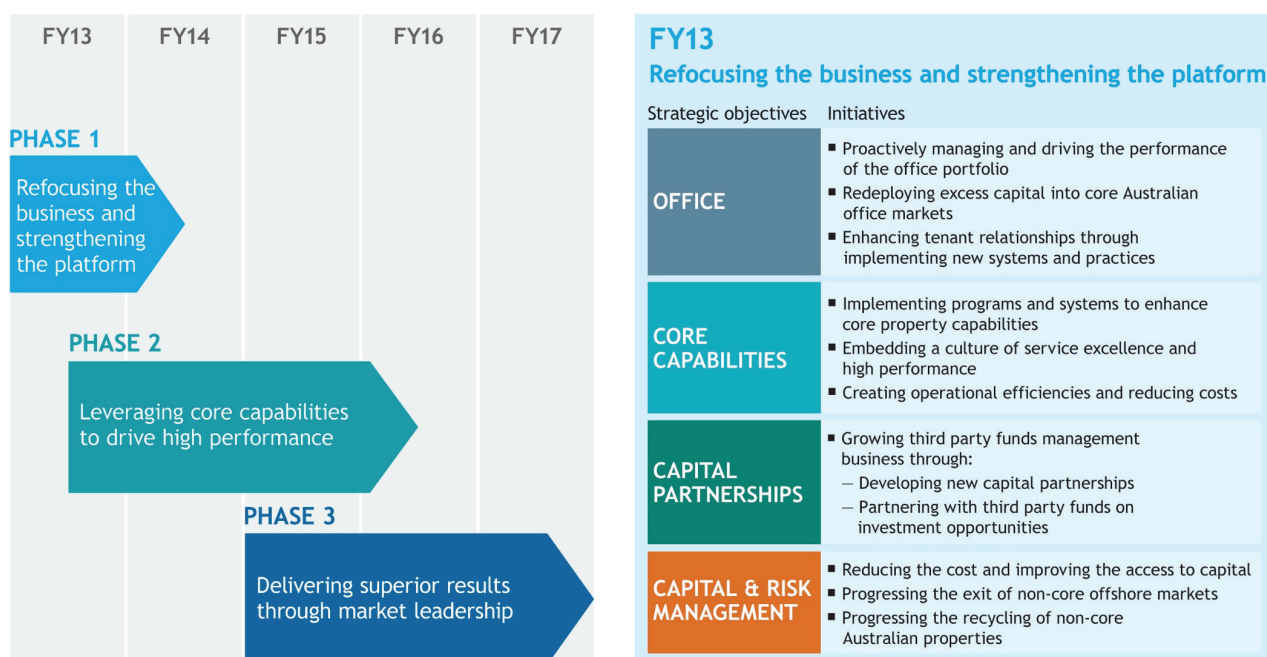 FY13 FY14 FY15 FY16 FY17
PHASE 1
Refocusing the
business and
strengthening
the platform
PHASE 2
Leveraging core capabilities
to drive high performance
PHASE 3
Delivering superior results
through market leadership
FY13
Refocusing the business and strengthening the platform
Strategic objectives Initiatives
OFFICE
▪ Proactively managing and driving the performance
of the office portfolio
▪ Redeploying excess capital into core Australian
office markets
▪ Enhancing tenant relationships through
implementing new systems and practices
CORE
CAPABILITIES
▪ Implementing programs and systems to enhance
core property capabilities
▪ Embedding a culture of service excellence and
high performance
▪ Creating operational efficiencies and reducing costs
CAPITAL
PARTNERSHIPS
▪ Growing third party funds management
business through:
– Developing new capital partnerships
– Partnering with third party funds on
investment opportunities
CAPITAL & RISK
MANAGEMENT
▪ Reducing the cost and improving the access to capital
▪ Progressing the exit of non-core offshore markets
▪ Progressing the recycling of non-core
Australian properties